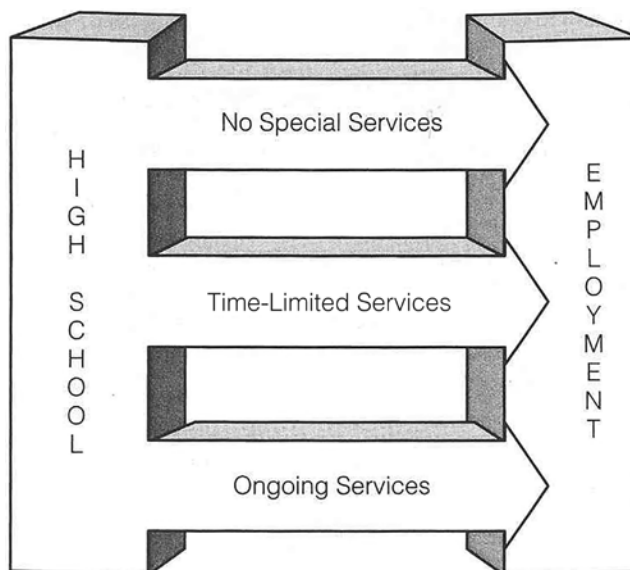 HIGH SCHOOL
No Special Services
Time-Limited Services
Ongoing Services
EMPLOYMENT